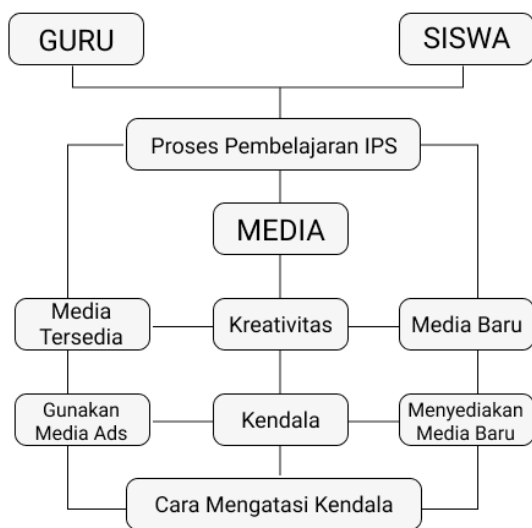 GURU
SISWA
Proses Pembelajaran IPS
MEDIA
Media
Tersedia
Kreativitas
Media Baru
Gunakan
Media Ads
Kendala
Menyediakan
Media Baru
Cara Mengatasi Kendala